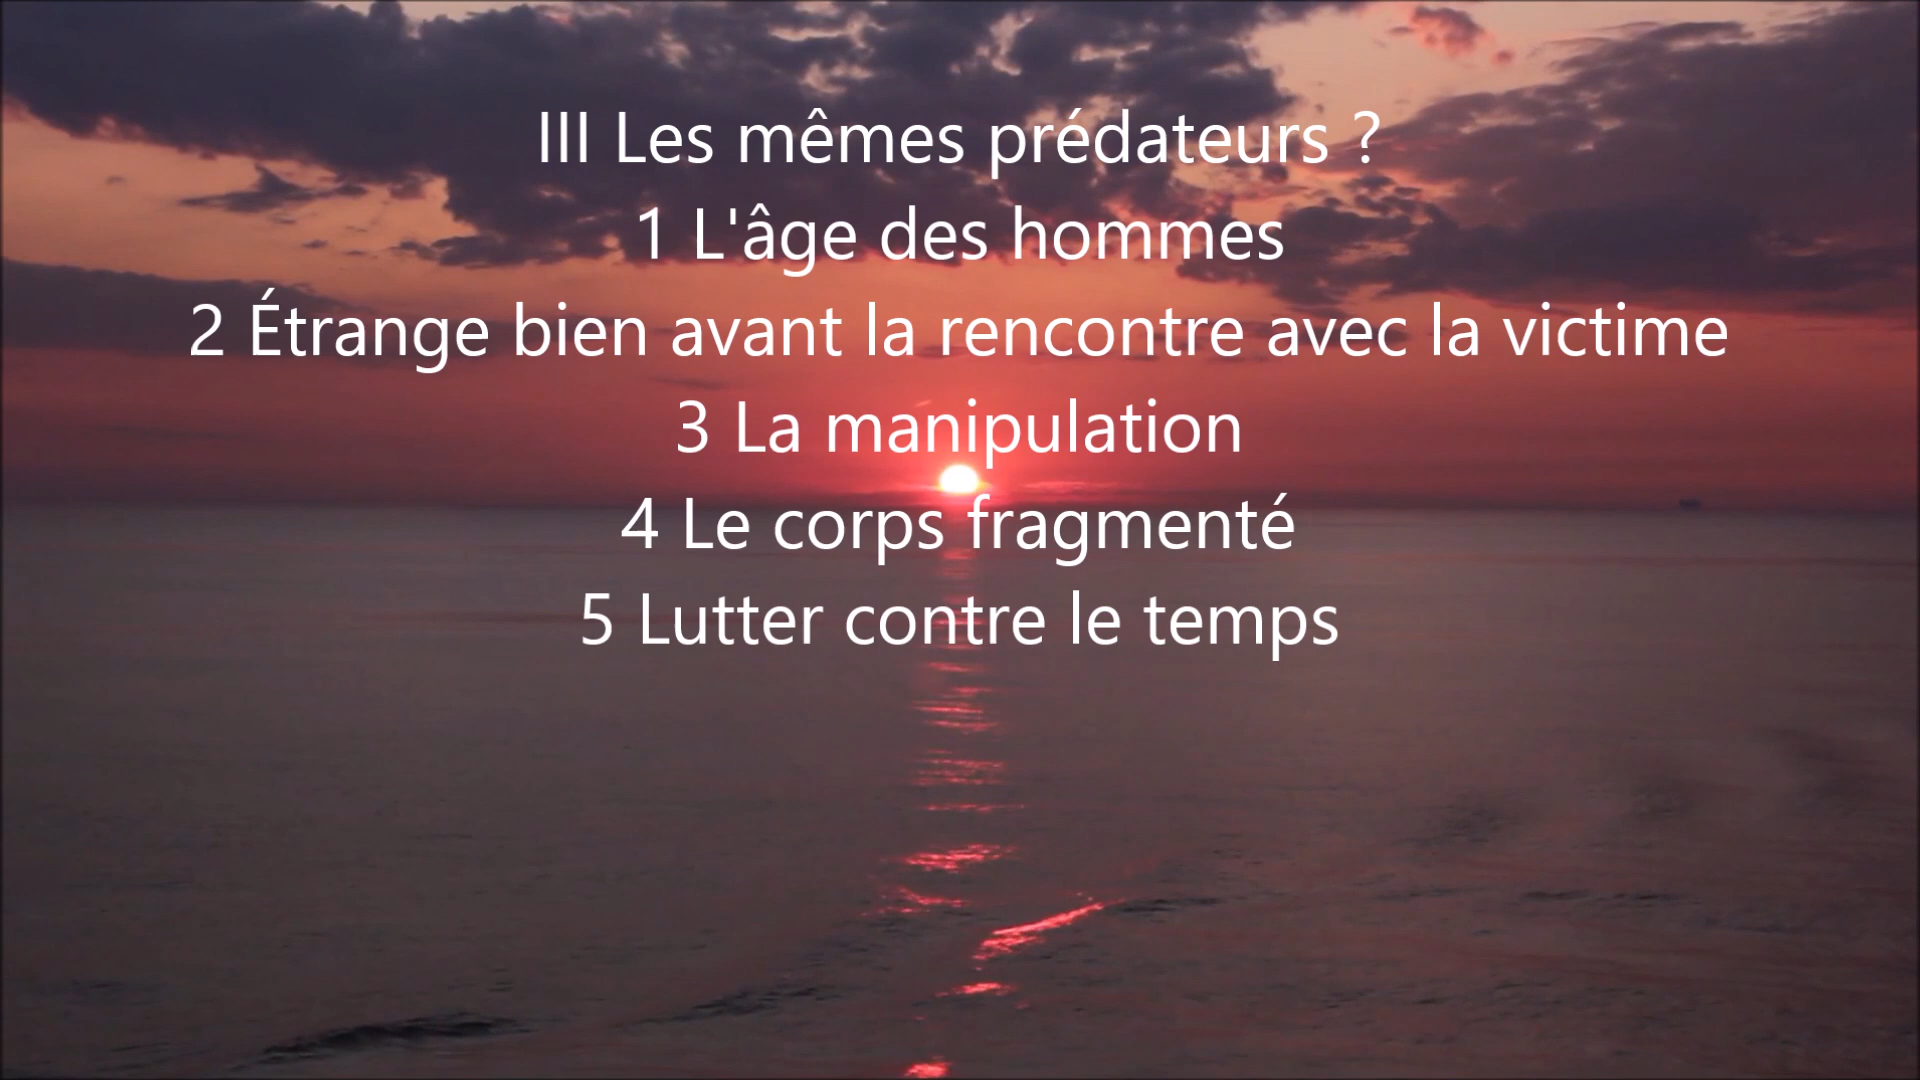 III Les mêmes prédateurs ?
1 L'âge des hommes
2 Étrange bien avant la rencontre avec la victime
3 La manipulation
4 Le corps fragmenté
5 Lutter contre le temps